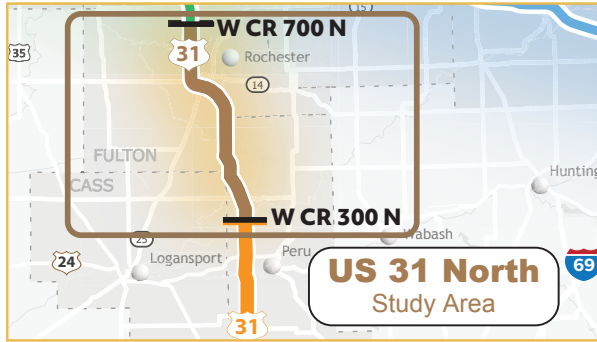 15
W CR 700 N
35
31
Rochester
14
FULTON
CASS
Hunting
W CR 300 N
25
Wabash
24
Logansport
Peru
US 31 North
Study Area
69
31